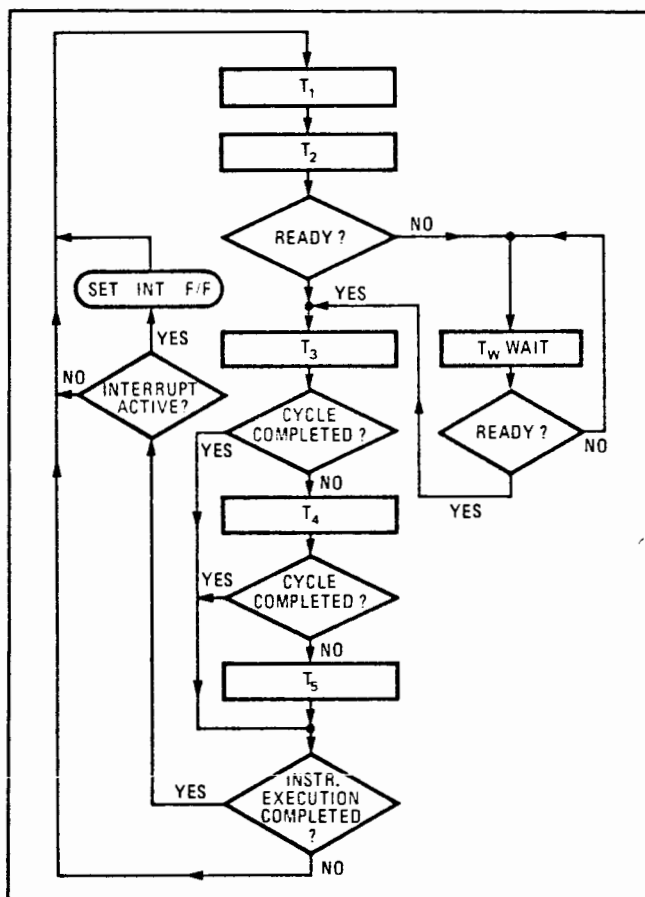 T1
T2
READY ?
NO
YES
SET INT F/F
YES
T3
TW WAIT
NO
INTERRUPT
ACTIVE?
CYCLE
COMPLETED ?
YES
READY ?
NO
NO
YES
T4
YES
CYCLE
COMPLETED ?
NO
T5
YES
INSTR.
EXECUTION
COMPLETED
?
NO